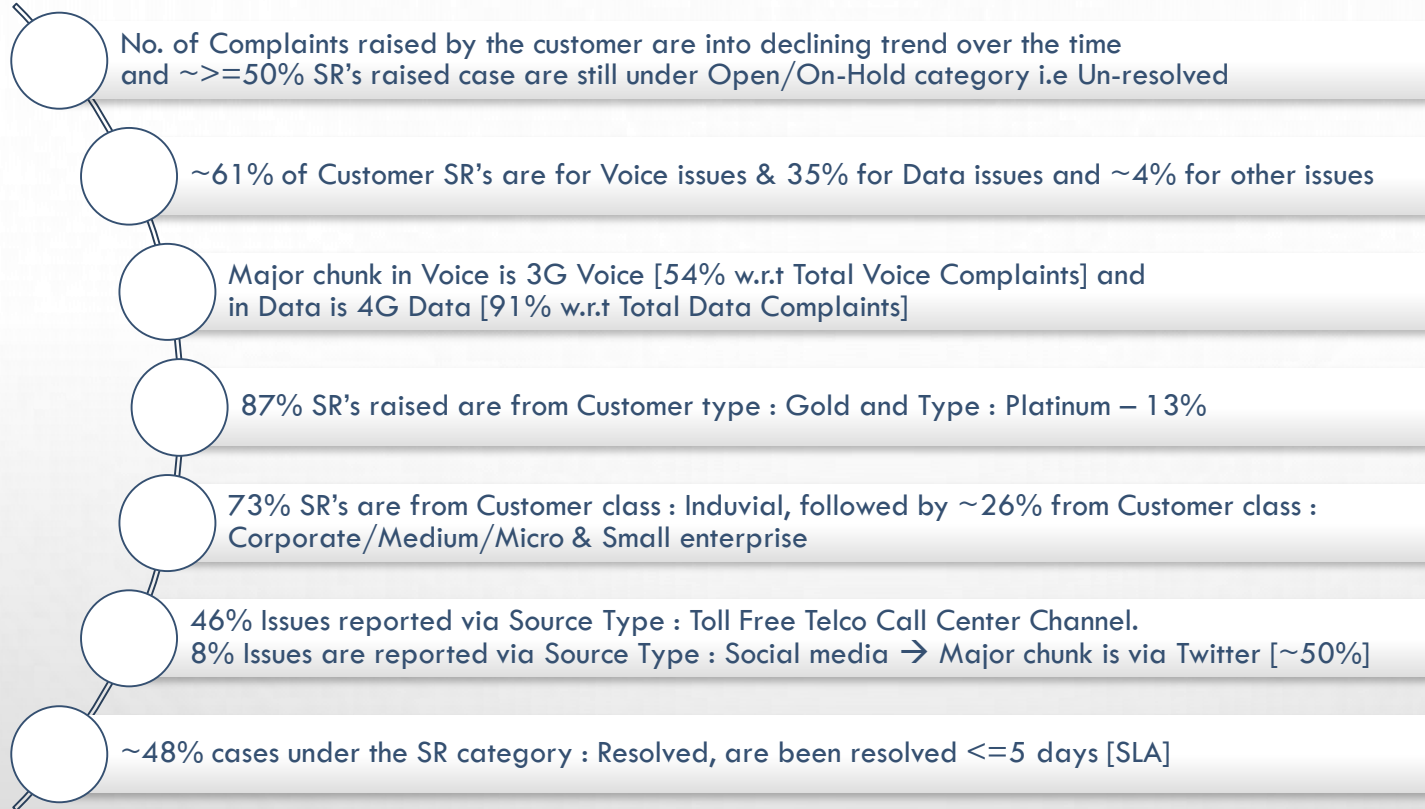 No. of Complaints raised by the customer are into declining trend over the time
and ~>=50% SR's raised case are still under Open/On-Hold category i.e Un-resolved
~61% of Customer SR's are for Voice issues & 35% for Data issues and ~4% for other issues
Major chunk in Voice is 3G Voice [54% w.r.t Total Voice Complaints] and
in Data is 4G Data [91% w.r.t Total Data Complaints]
87% SR's raised are from Customer type : Gold and Type : Platinum – 13%
73% SR's are from Customer class : Induvial, followed by ~26% from Customer class :
Corporate/Medium/Micro & Small enterprise
46% Issues reported via Source Type : Toll Free Telco Call Center Channel.
8% Issues are reported via Source Type : Social media → Major chunk is via Twitter [~50%]
~48% cases under the SR category : Resolved, are been resolved <=5 days [SLA]